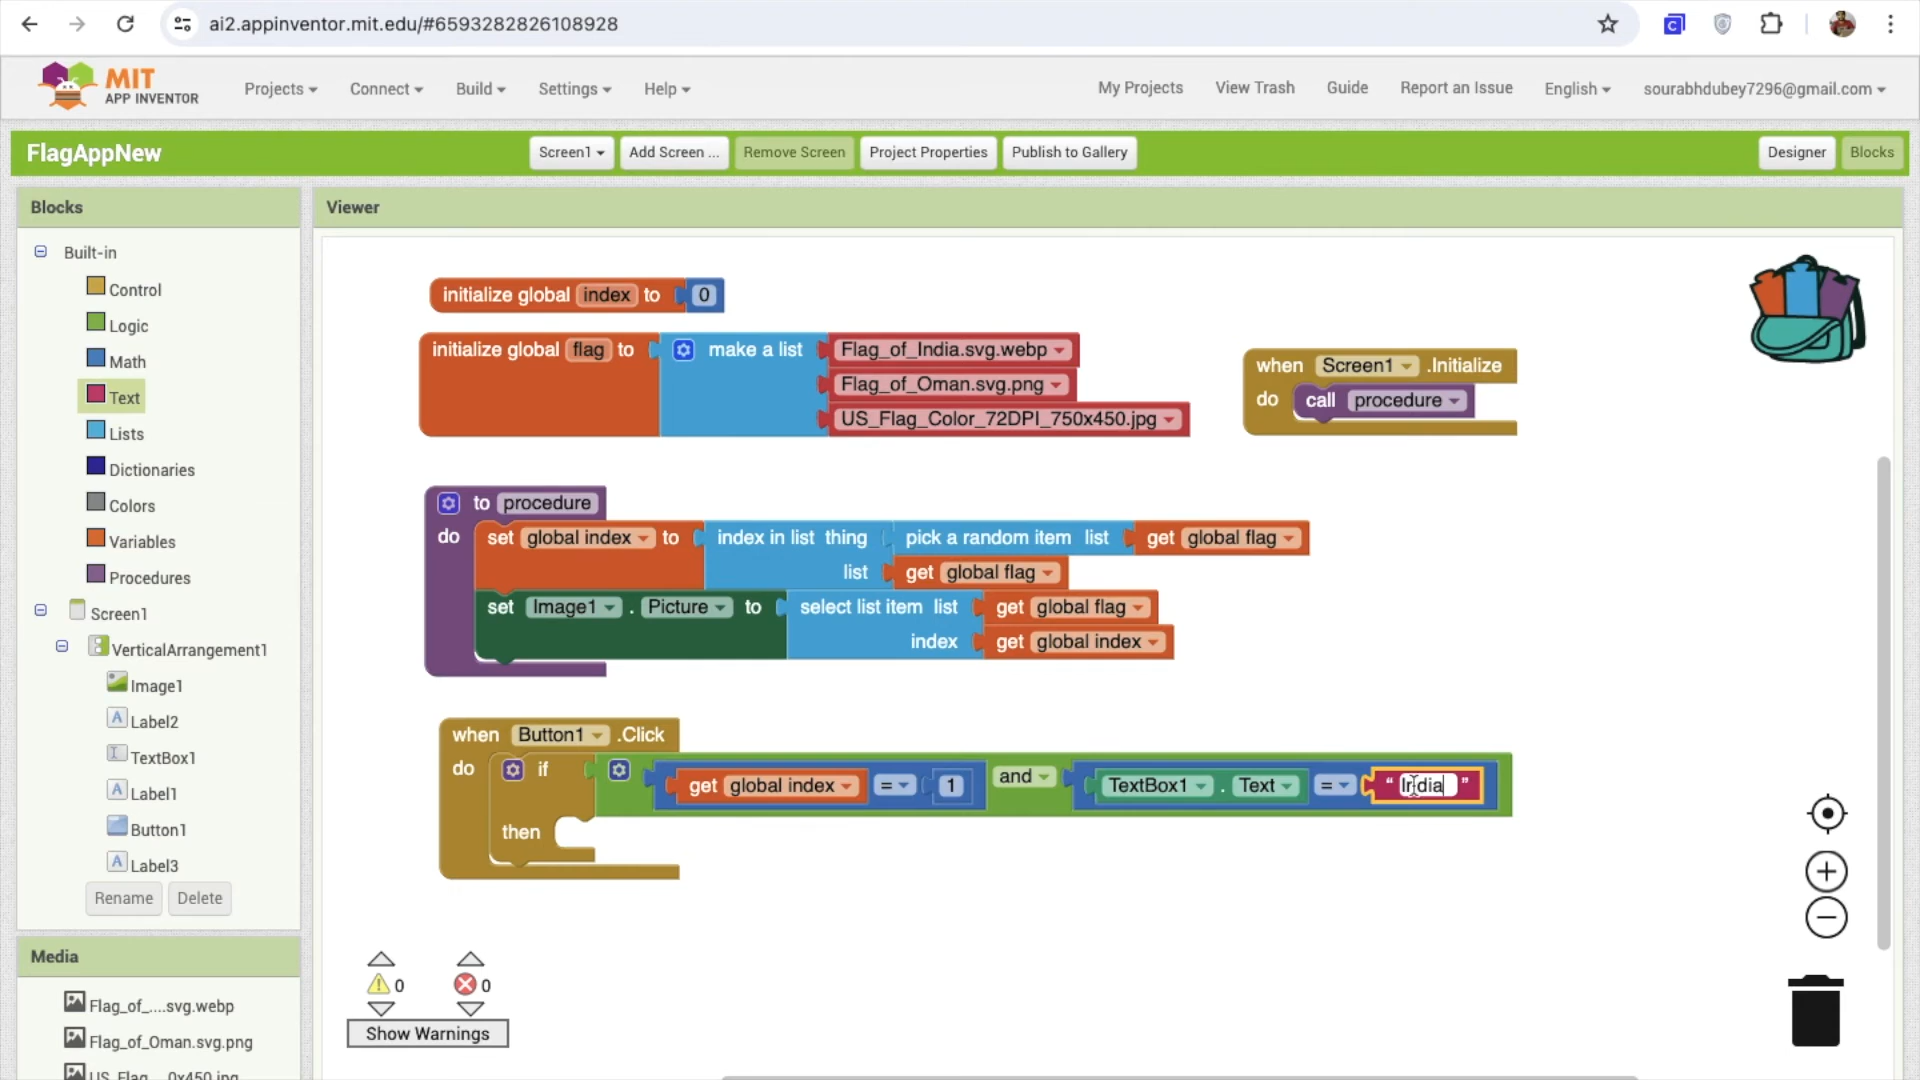 ai2.appinventor.mit.edu/#6593282826108928
MIT
APP INVENTOR
Projects
Connect
Build
Settings
Help
My Projects
View Trash
Guide
Report an Issue
English
sourabhdubey7296@gmail.com
FlagAppNew
Screen1
Add Screen ...
Remove Screen
Project Properties
Publish to Gallery
Designer
Blocks
Blocks
Built-in
Control
Logic
Math
Text
Lists
Dictionaries
Colors
Variables
Procedures
Screen1
VerticalArrangement1
Image1
Label2
TextBox1
Label1
Button1
Label3
Rename
Delete
Media
Flag_of_....svg.webp
Flag_of_Oman.svg.png
US_Flag_...0x450.jpg
Viewer
initialize global index to 0
initialize global flag to make a list Flag_of_India.svg.webp
Flag_of_Oman.svg.png
US_Flag_Color_72DPI_750x450.jpg
when Screen1 .Initialize
do call procedure
to procedure
do set global index to index in list thing pick a random item list get global flag
list get global flag
set Image1 . Picture to select list item list get global flag
index get global index
when Button1 .Click
do if get global index = 1 and TextBox1 . Text = “ India ”
then
0
0
Show Warnings